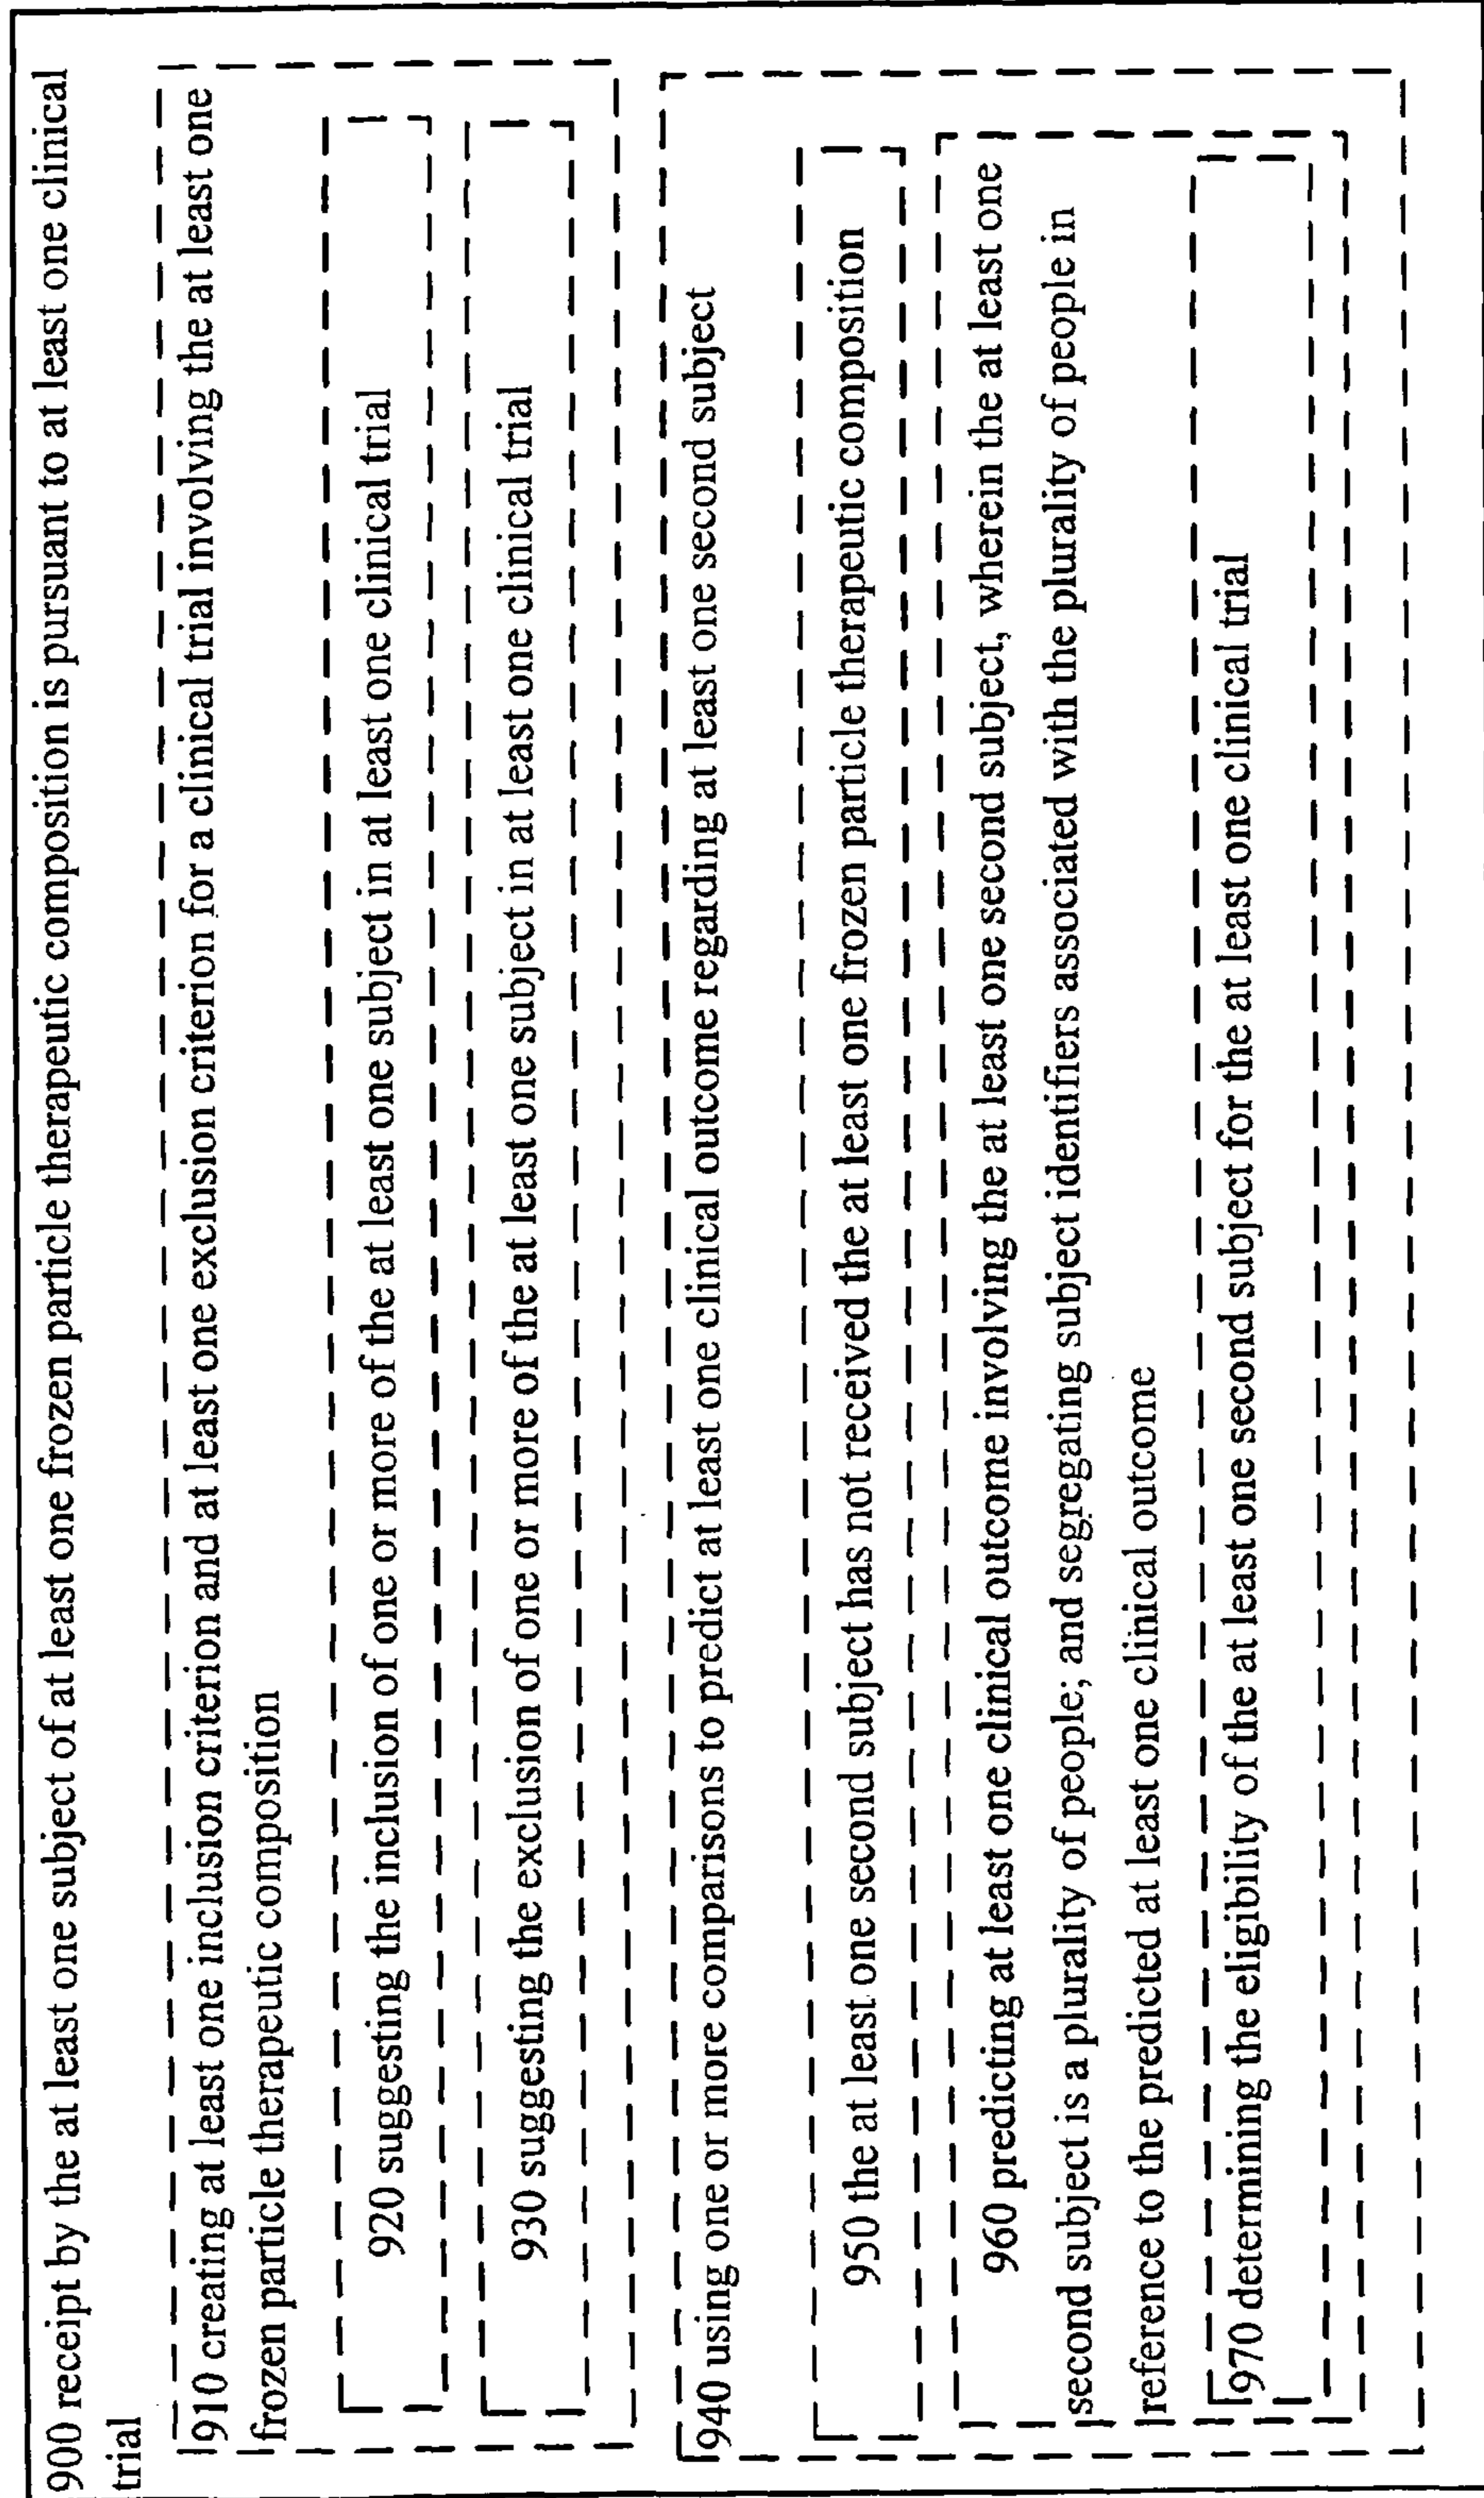 900 receipt by the at least one subject of at least one frozen particle therapeutic composition is pursuant to at least one clinical
trial
910 creating at least one inclusion criterion and at least one exclusion criterion for a clinical trial involving the at least one
frozen particle therapeutic composition
920 suggesting the inclusion of one or more of the at least one subject in at least one clinical trial
930 suggesting the exclusion of one or more of the at least one subject in at least one clinical trial
940 using one or more comparisons to predict at least one clinical outcome regarding at least one second subject
950 the at least one second subject has not received the at least one frozen particle therapeutic composition
960 predicting at least one clinical outcome involving the at least one second subject, wherein the at least one
second subject is a plurality of people; and segregating subject identifiers associated with the plurality of people in
reference to the predicted at least one clinical outcome
970 determining the eligibility of the at least one second subject for the at least one clinical trial